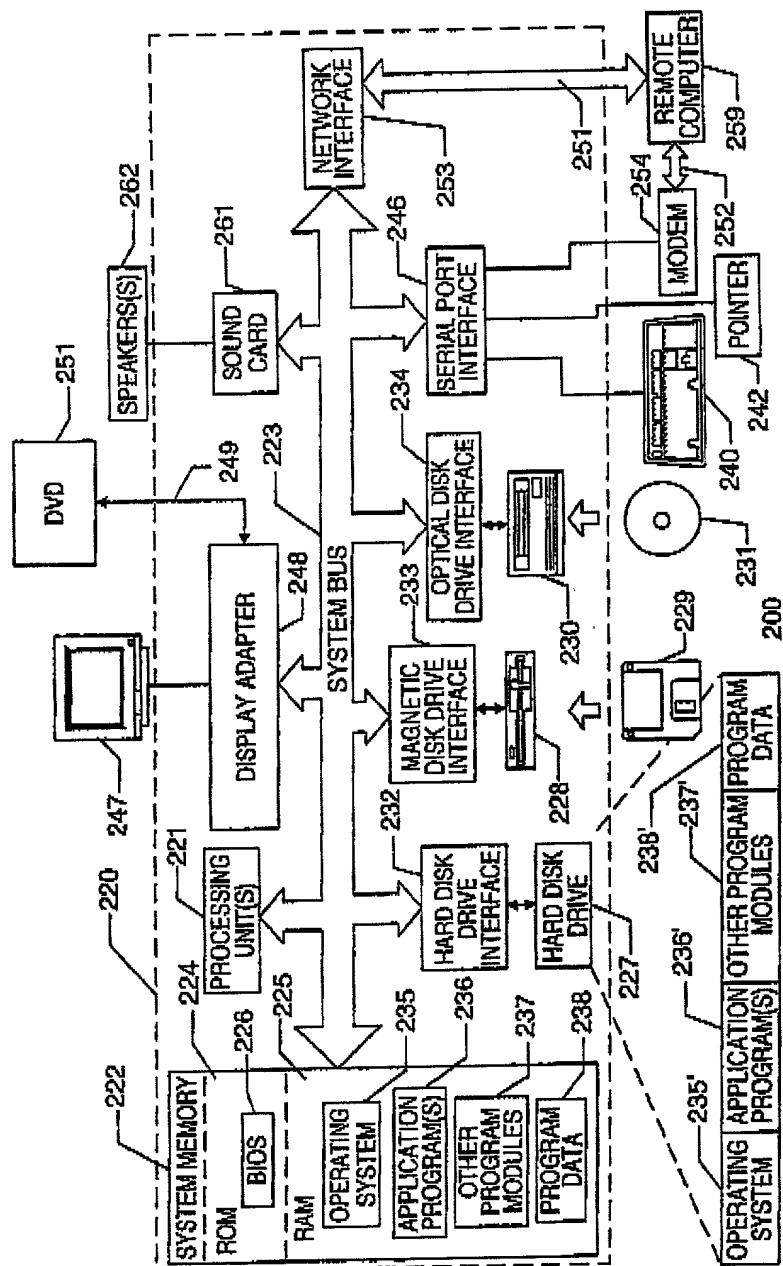 251
262
DVD
SPEAKERS(S)
247
249
220
222
SYSTEM MEMORY
224
ROM
226
BIOS
225
RAM
235
OPERATING
SYSTEM
236
APPLICATION
PROGRAM(S)
237
OTHER
PROGRAM
MODULES
238
PROGRAM
DATA
221
PROCESSING
UNIT(S)
DISPLAY ADAPTER
248
SOUND
CARD
261
223
SYSTEM BUS
NETWORK
INTERFACE
253
232
HARD DISK
DRIVE
INTERFACE
233
MAGNETIC
DISK DRIVE
INTERFACE
234
OPTICAL DISK
DRIVE INTERFACE
246
SERIAL PORT
INTERFACE
HARD DISK
DRIVE
227
228
230
251
254
MODEM
252
REMOTE
COMPUTER
259
229
231
240
242
POINTER
235'
OPERATING
SYSTEM
236'
APPLICATION
PROGRAM(S)
237'
OTHER PROGRAM
MODULES
238'
PROGRAM
DATA
200